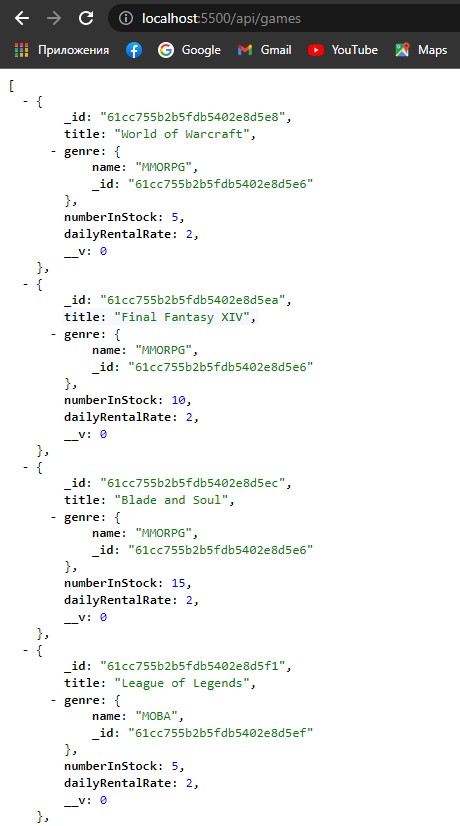 localhost:5500/api/games
Приложения Google Gmail YouTube Maps
[
- {
_id: "61cc755b2b5fdb5402e8d5e8",
title: "World of Warcraft",
- genre: {
name: "MMORPG",
_id: "61cc755b2b5fdb5402e8d5e6"
},
numberInStock: 5,
dailyRentalRate: 2,
__v: 0
},
- {
_id: "61cc755b2b5fdb5402e8d5ea",
title: "Final Fantasy XIV",
- genre: {
name: "MMORPG",
_id: "61cc755b2b5fdb5402e8d5e6"
},
numberInStock: 10,
dailyRentalRate: 2,
__v: 0
},
- {
_id: "61cc755b2b5fdb5402e8d5ec",
title: "Blade and Soul",
- genre: {
name: "MMORPG",
_id: "61cc755b2b5fdb5402e8d5e6"
},
numberInStock: 15,
dailyRentalRate: 2,
__v: 0
},
- {
_id: "61cc755b2b5fdb5402e8d5f1",
title: "League of Legends",
- genre: {
name: "MOBA",
_id: "61cc755b2b5fdb5402e8d5ef"
},
numberInStock: 5,
dailyRentalRate: 2,
__v: 0
},